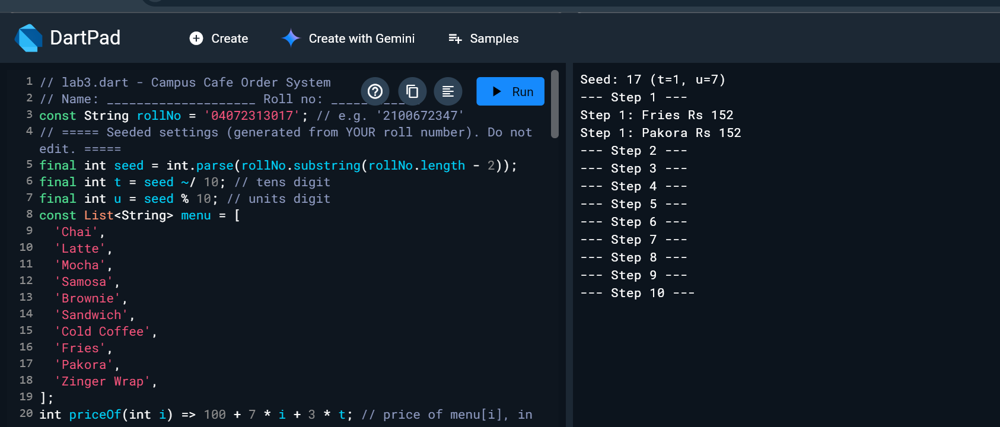 DartPad
Create
Create with Gemini
Samples
Run
1 // lab3.dart - Campus Cafe Order System
2 // Name: ____________________ Roll no: __________
3 const String rollNo = '04072313017'; // e.g. '2100672347'
4 // ===== Seeded settings (generated from YOUR roll number). Do not
edit. =====
5 final int seed = int.parse(rollNo.substring(rollNo.length - 2));
6 final int t = seed ~/ 10; // tens digit
7 final int u = seed % 10; // units digit
8 const List<String> menu = [
9 'Chai',
10 'Latte',
11 'Mocha',
12 'Samosa',
13 'Brownie',
14 'Sandwich',
15 'Cold Coffee',
16 'Fries',
17 'Pakora',
18 'Zinger Wrap',
19 ];
20 int priceOf(int i) => 100 + 7 * i + 3 * t; // price of menu[i], in
Seed: 17 (t=1, u=7)
--- Step 1 ---
Step 1: Fries Rs 152
Step 1: Pakora Rs 152
--- Step 2 ---
--- Step 3 ---
--- Step 4 ---
--- Step 5 ---
--- Step 6 ---
--- Step 7 ---
--- Step 8 ---
--- Step 9 ---
--- Step 10 ---